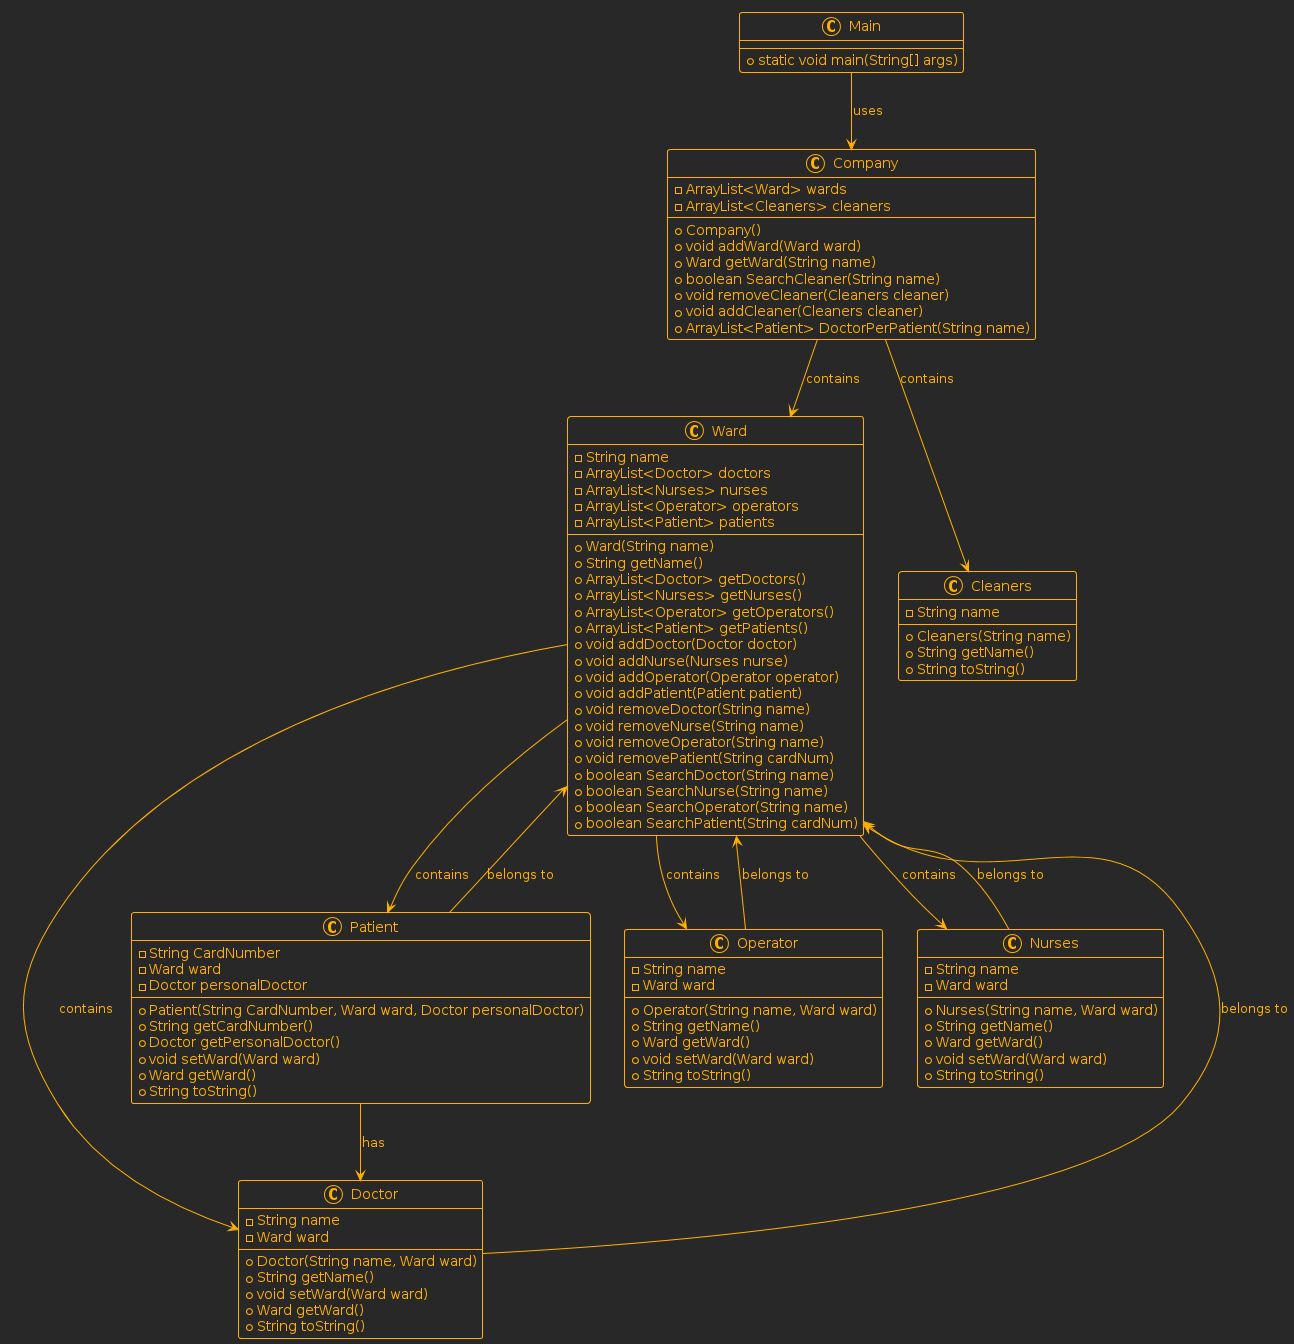 C Main
static void main(String[] args)
uses
C Company
ArrayList<Ward> wards
ArrayList<Cleaners> cleaners
Company()
void addWard(Ward ward)
Ward getWard(String name)
boolean SearchCleaner(String name)
void removeCleaner(Cleaners cleaner)
void addCleaner(Cleaners cleaner)
ArrayList<Patient> DoctorPerPatient(String name)
contains
contains
C Ward
String name
ArrayList<Doctor> doctors
ArrayList<Nurses> nurses
ArrayList<Operator> operators
ArrayList<Patient> patients
Ward(String name)
String getName()
ArrayList<Doctor> getDoctors()
ArrayList<Nurses> getNurses()
ArrayList<Operator> getOperators()
ArrayList<Patient> getPatients()
void addDoctor(Doctor doctor)
void addNurse(Nurses nurse)
void addOperator(Operator operator)
void addPatient(Patient patient)
void removeDoctor(String name)
void removeNurse(String name)
void removeOperator(String name)
void removePatient(String cardNum)
boolean SearchDoctor(String name)
boolean SearchNurse(String name)
boolean SearchOperator(String name)
boolean SearchPatient(String cardNum)
C Cleaners
String name
Cleaners(String name)
String getName()
String toString()
contains
belongs to
contains
belongs to
contains
belongs to
C Patient
String CardNumber
Ward ward
Doctor personalDoctor
Patient(String CardNumber, Ward ward, Doctor personalDoctor)
String getCardNumber()
Doctor getPersonalDoctor()
void setWard(Ward ward)
Ward getWard()
String toString()
C Operator
String name
Ward ward
Operator(String name, Ward ward)
String getName()
Ward getWard()
void setWard(Ward ward)
String toString()
C Nurses
String name
Ward ward
Nurses(String name, Ward ward)
String getName()
Ward getWard()
void setWard(Ward ward)
String toString()
contains
belongs to
has
C Doctor
String name
Ward ward
Doctor(String name, Ward ward)
String getName()
void setWard(Ward ward)
Ward getWard()
String toString()